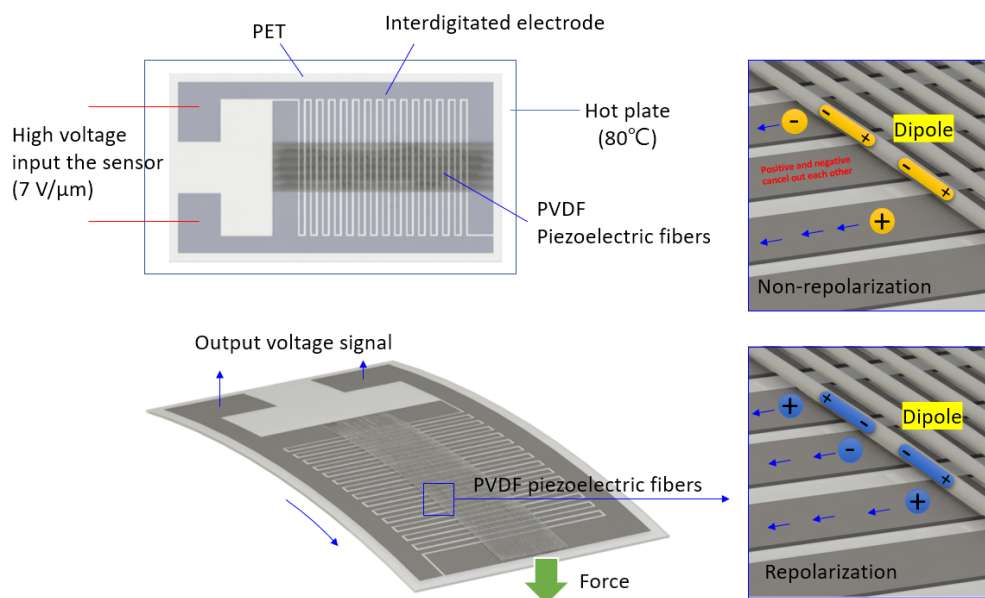 PET
Interdigitated electrode
High voltage
input the sensor
(7 V/μm)
Hot plate
(80℃)
PVDF
Piezoelectric fibers
-
-
+
Dipole
Positive and negative
cancel out each other
-
+
+
Non-repolarization
Output voltage signal
PVDF piezoelectric fibers
Force
+
+
-
Dipole
-
-
+
+
Repolarization